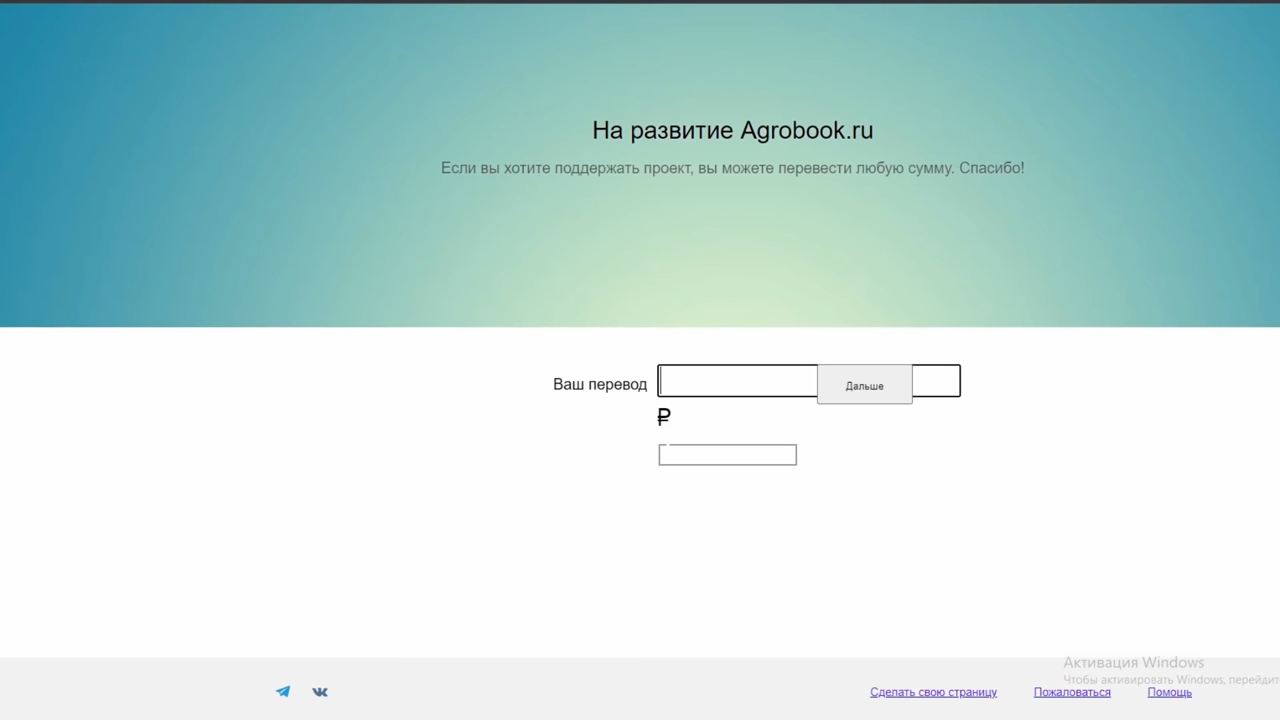 На развитие Agrobook.ru
Если вы хотите поддержать проект, вы можете перевести любую сумму. Спасибо!
Ваш перевод
Дальше
₽
Активация Windows
Чтобы активировать Windows, перейдит
Сделать свою страницу
Пожаловаться
Помощь